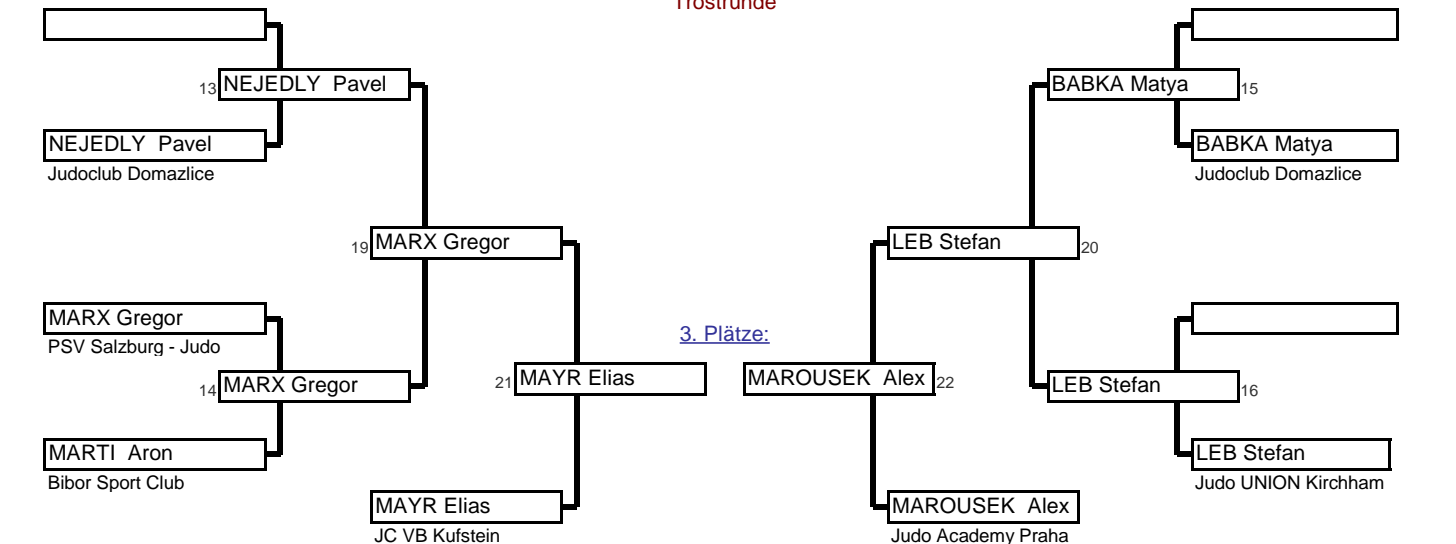 Trostrunde
13 NEJEDLY Pavel
BABKA Matya 15
NEJEDLY Pavel
Judoclub Domazlice
BABKA Matya
Judoclub Domazlice
19 MARX Gregor
LEB Stefan 20
MARX Gregor
PSV Salzburg - Judo
3. Plätze:
14 MARX Gregor
21 MAYR Elias
MAROUSEK Alex 22
LEB Stefan 16
MARTI Aron
Bibor Sport Club
LEB Stefan
Judo UNION Kirchham
MAYR Elias
JC VB Kufstein
MAROUSEK Alex
Judo Academy Praha